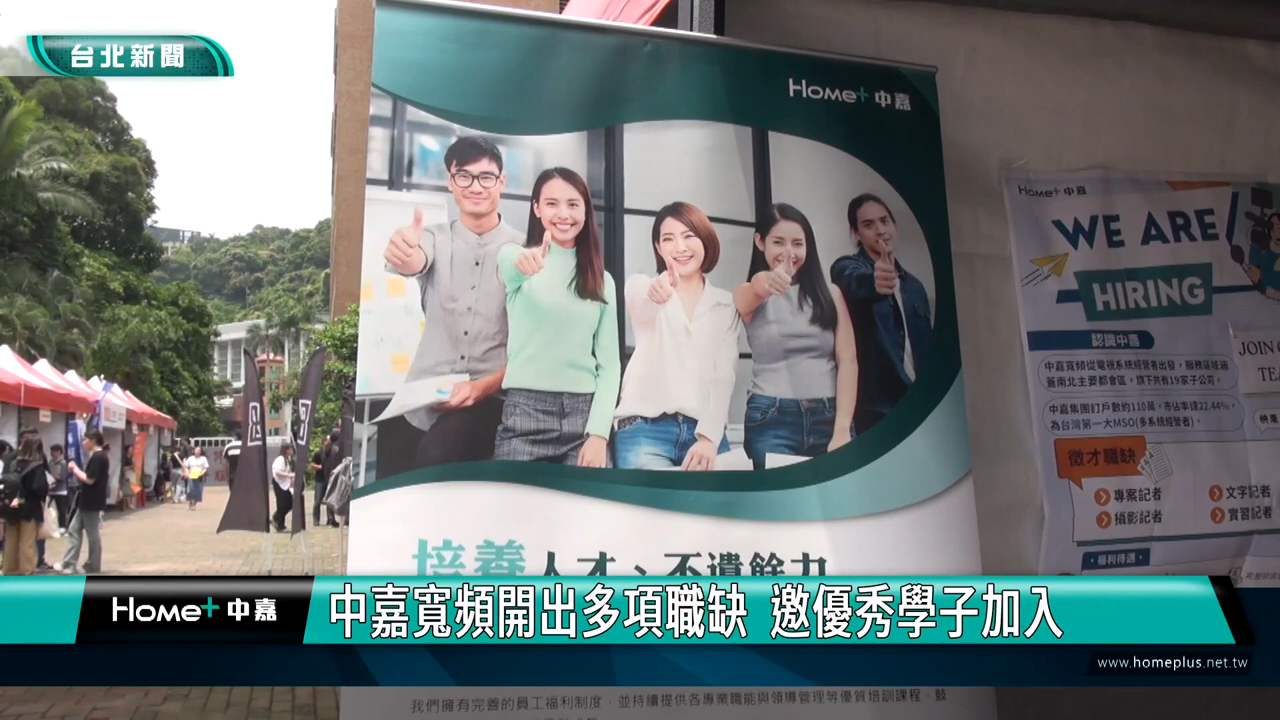 台北新聞
Home+ 中嘉
Home+ 中嘉
WE ARE
HIRING
認識中嘉
中嘉寬頻從電視系統經營者出發，服務區域涵
蓋南北主要都會區，旗下共有19家子公司。
中嘉集團訂戶數約110萬，市佔率達22.44%，
為台灣第一大MSO(多系統經營者)。
JOIN
徵才職缺
專案記者
文字記者
攝影記者
實習記者
福利待遇
培養人才、不遺餘力
Home+ 中嘉
中嘉寬頻開出多項職缺 邀優秀學子加入
www.homeplus.net.tw
我們擁有完善的員工福利制度，並持續提供各專業職能與領導管理等優質培訓課程，鼓